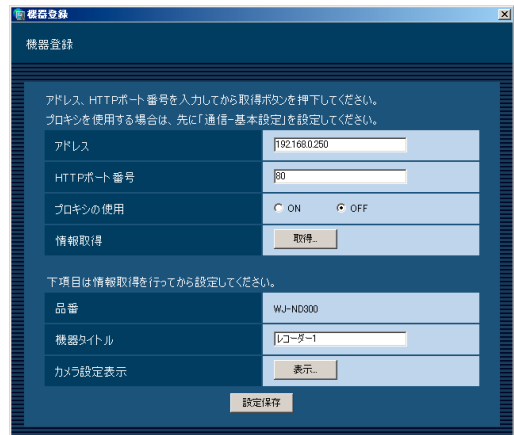 機器登録
機器登録
アドレス、HTTPポート番号を入力してから取得ボタンを押下してください。
プロキシを使用する場合は、先に「通信-基本設定」を設定してください。
アドレス 192.168.0.250
HTTPポート番号 80
プロキシの使用 ON OFF
情報取得 取得...
下項目は情報取得を行ってから設定してください。
品番 WJ-ND300
機器タイトル レコーダー1
カメラ設定表示 表示...
設定保存